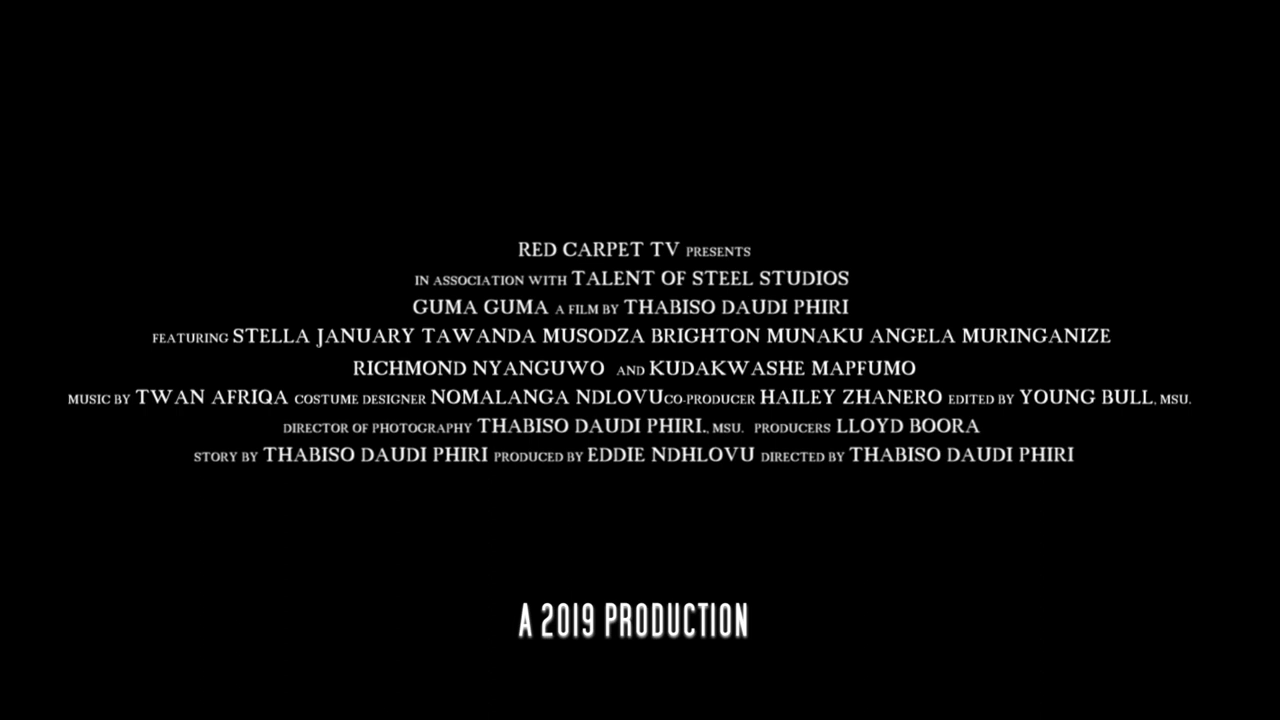 RED CARPET TV PRESENTS
IN ASSOCIATION WITH TALENT OF STEEL STUDIOS
GUMA GUMA A FILM BY THABISO DAUDI PHIRI
FEATURING STELLA JANUARY TAWANDA MUSODZA BRIGHTON MUNAKU ANGELA MURINGANIZE
RICHMOND NYANGUWO AND KUDAKWASHE MAPFUMO
MUSIC BY TWAN AFRIQA COSTUME DESIGNER NOMALANGA NDLOVUCO-PRODUCER HAILEY ZHANERO EDITED BY YOUNG BULL, MSU.
DIRECTOR OF PHOTOGRAPHY THABISO DAUDI PHIRI., MSU. PRODUCERS LLOYD BOORA
STORY BY THABISO DAUDI PHIRI PRODUCED BY EDDIE NDHLOVU DIRECTED BY THABISO DAUDI PHIRI
A 2019 PRODUCTION